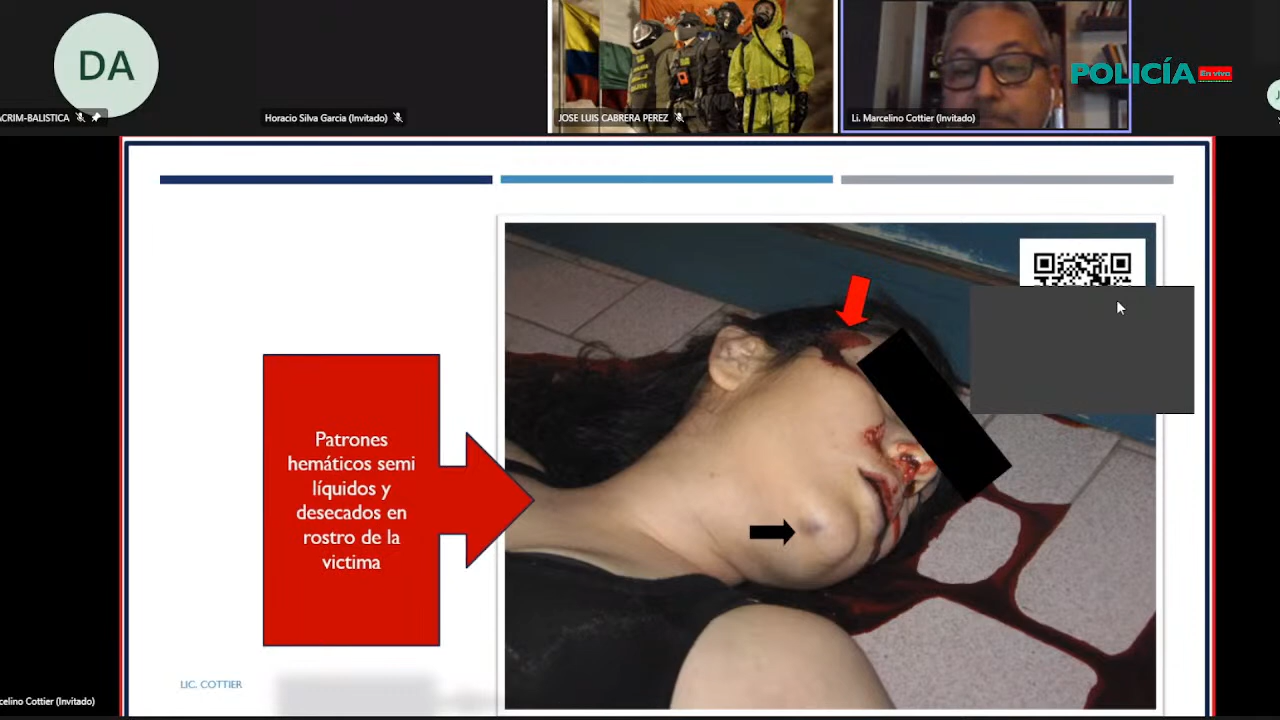 DA
ACRIM-BALISTICA
Horacio Silva Garcia (Invitado)
JOSE LUIS CABRERA PEREZ
Li. Marcelino Cottier (Invitado)
POLICÍA En vivo
Patrones
hemáticos semi
líquidos y
desecados en
rostro de la
victima
LIC. COTTIER
celino Cottier (Invitado)